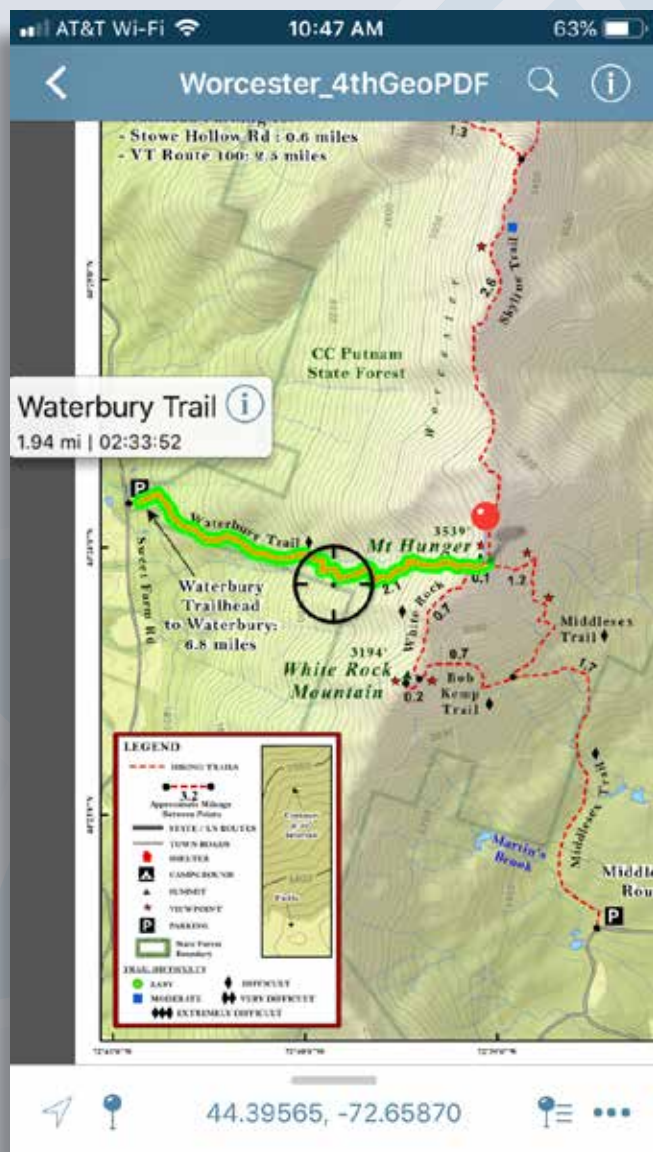 AT&T Wi-Fi
10:47 AM
63%
Worcester_4thGeoPDF
- Stowe Hollow Rd : 0.6 miles
- VT Route 100: 2.5 miles
1.3
2.6
Skyline Trail
Worcester
CC Putnam
State Forest
Waterbury Trail
1.94 mi | 02:33:52
P
Waterbury Trail
3539'
Mt Hunger
Sweet Farm Rd
Waterbury
Trailhead
to Waterbury:
6.8 miles
2.1
0.1
1.2
White Rock
0.7
Middlesex
Trail
3194'
White Rock
Mountain
0.7
0.2
Bob
Kemp
Trail
1.7
Middlesex Trail
Martin's
Brook
Middle
Rou
P
LEGEND
HIKING TRAILS
3.2
Approximate Mileage
Between Points
STATE / US ROUTES
TOWN ROADS
SHELTER
CAMPGROUND
SUMMIT
VIEWPOINT
P
PARKING
State Forest
Boundary
Falls
TRAIL DIFFICULTY
EASY
DIFFICULT
MODERATE
VERY DIFFICULT
EXTREMELY DIFFICULT
44.39565, -72.65870